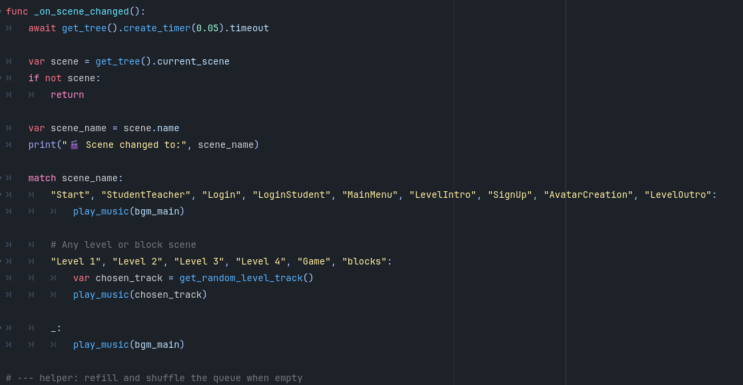 func _on_scene_changed():
await get_tree().create_timer(0.05).timeout
var scene = get_tree().current_scene
if not scene:
return
var scene_name = scene.name
print("🎬 Scene changed to:", scene_name)
match scene_name:
"Start", "StudentTeacher", "Login", "LoginStudent", "MainMenu", "LevelIntro", "SignUp", "AvatarCreation", "LevelOutro":
play_music(bgm_main)
# Any level or block scene
"Level 1", "Level 2", "Level 3", "Level 4", "Game", "blocks":
var chosen_track = get_random_level_track()
play_music(chosen_track)
_:
play_music(bgm_main)
# --- helper: refill and shuffle the queue when empty